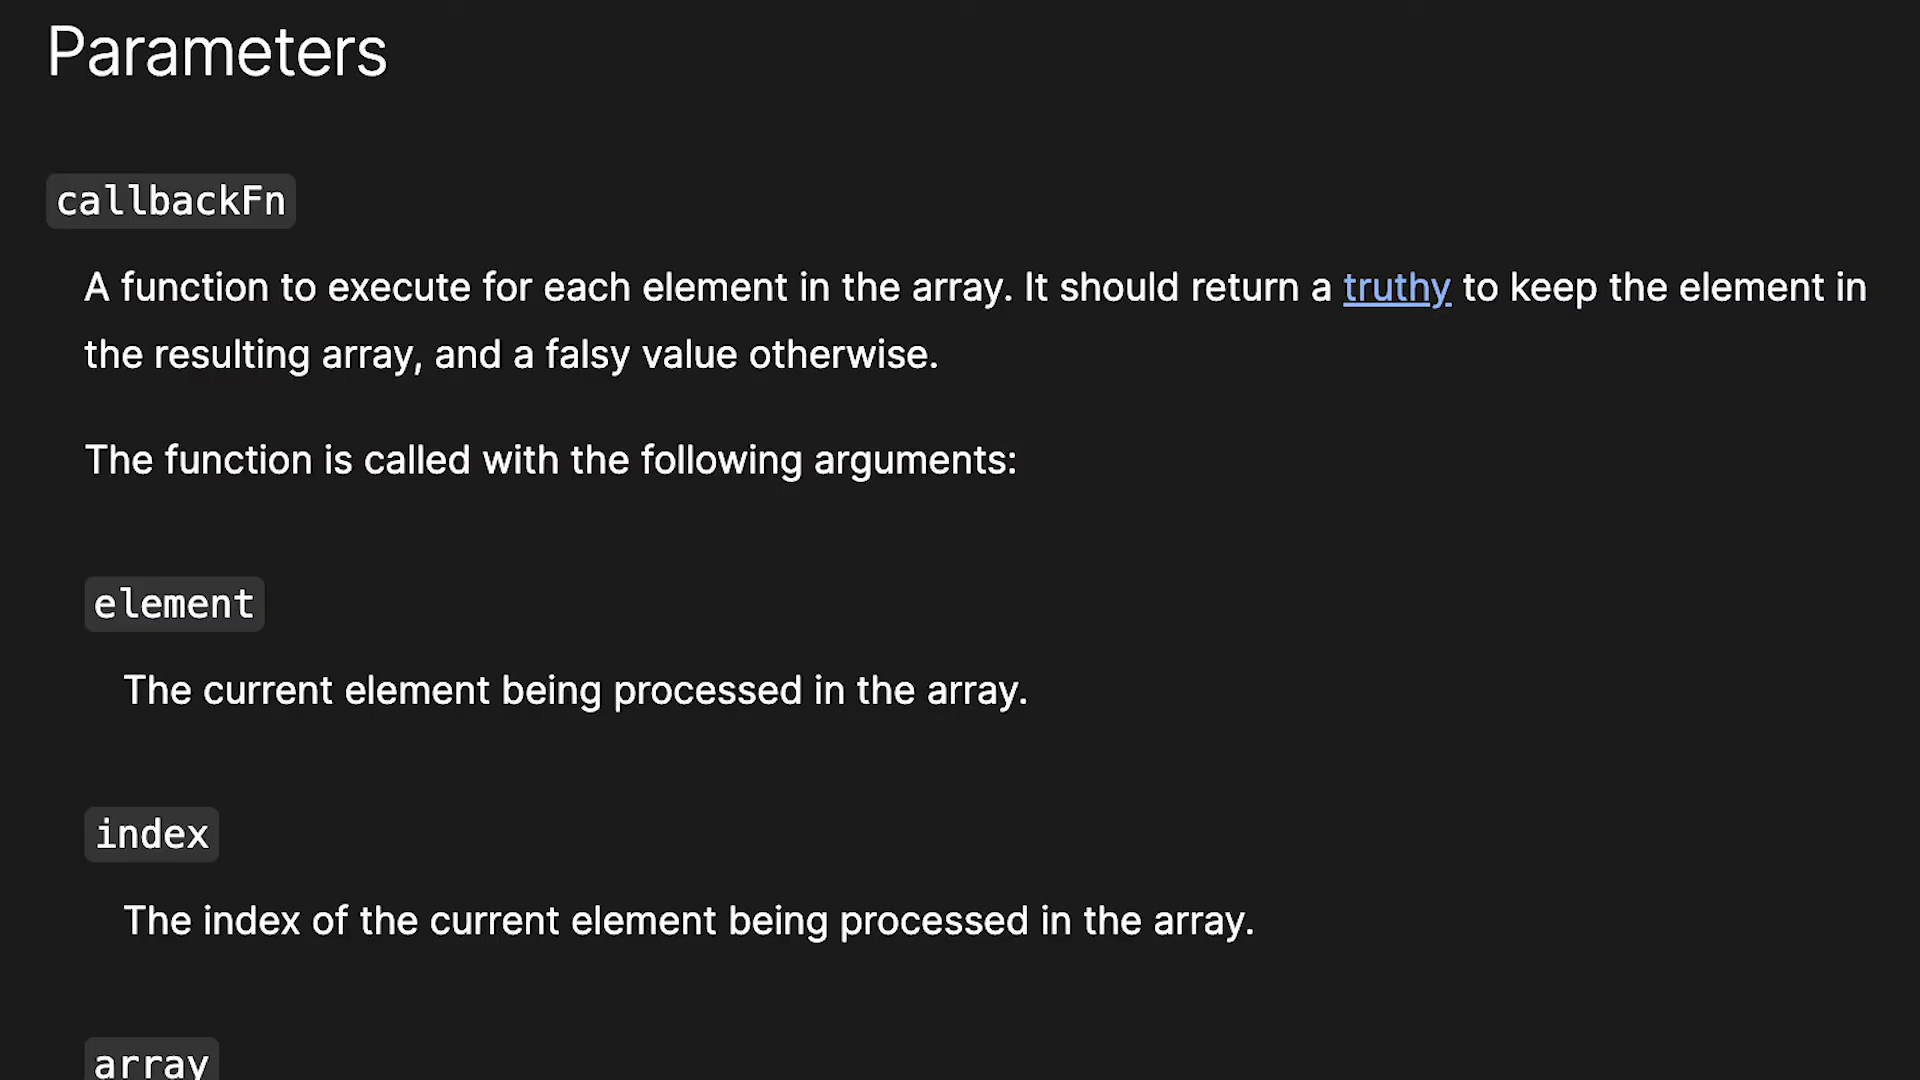 Parameters
callbackFn
A function to execute for each element in the array. It should return a truthy to keep the element in
the resulting array, and a falsy value otherwise.
The function is called with the following arguments:
element
The current element being processed in the array.
index
The index of the current element being processed in the array.
array